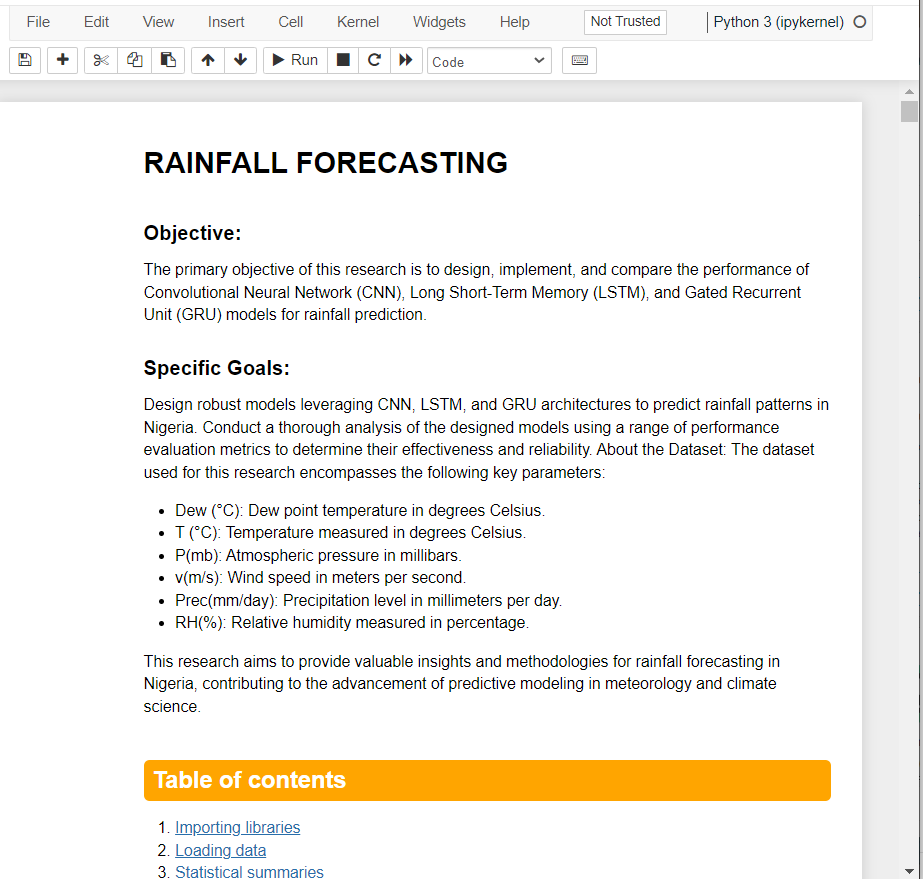 File Edit View Insert Cell Kernel Widgets Help Not Trusted Python 3 (ipykernel)
Run Code
RAINFALL FORECASTING
Objective:
The primary objective of this research is to design, implement, and compare the performance of
Convolutional Neural Network (CNN), Long Short-Term Memory (LSTM), and Gated Recurrent
Unit (GRU) models for rainfall prediction.
Specific Goals:
Design robust models leveraging CNN, LSTM, and GRU architectures to predict rainfall patterns in
Nigeria. Conduct a thorough analysis of the designed models using a range of performance
evaluation metrics to determine their effectiveness and reliability. About the Dataset: The dataset
used for this research encompasses the following key parameters:
• Dew (°C): Dew point temperature in degrees Celsius.
• T (°C): Temperature measured in degrees Celsius.
• P(mb): Atmospheric pressure in millibars.
• v(m/s): Wind speed in meters per second.
• Prec(mm/day): Precipitation level in millimeters per day.
• RH(%): Relative humidity measured in percentage.
This research aims to provide valuable insights and methodologies for rainfall forecasting in
Nigeria, contributing to the advancement of predictive modeling in meteorology and climate
science.
Table of contents
1. Importing libraries
2. Loading data
3. Statistical summaries